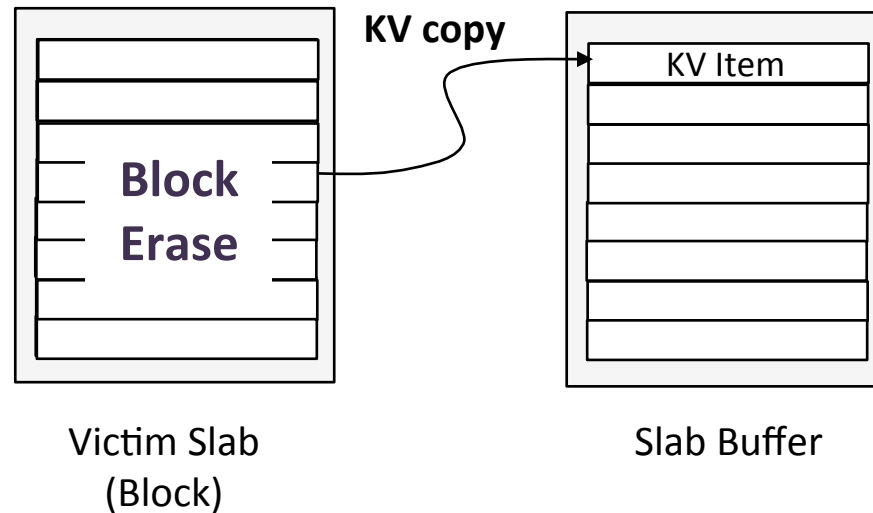 KV copy
KV Item
Block
Erase
Victim Slab
(Block)
Slab Buffer